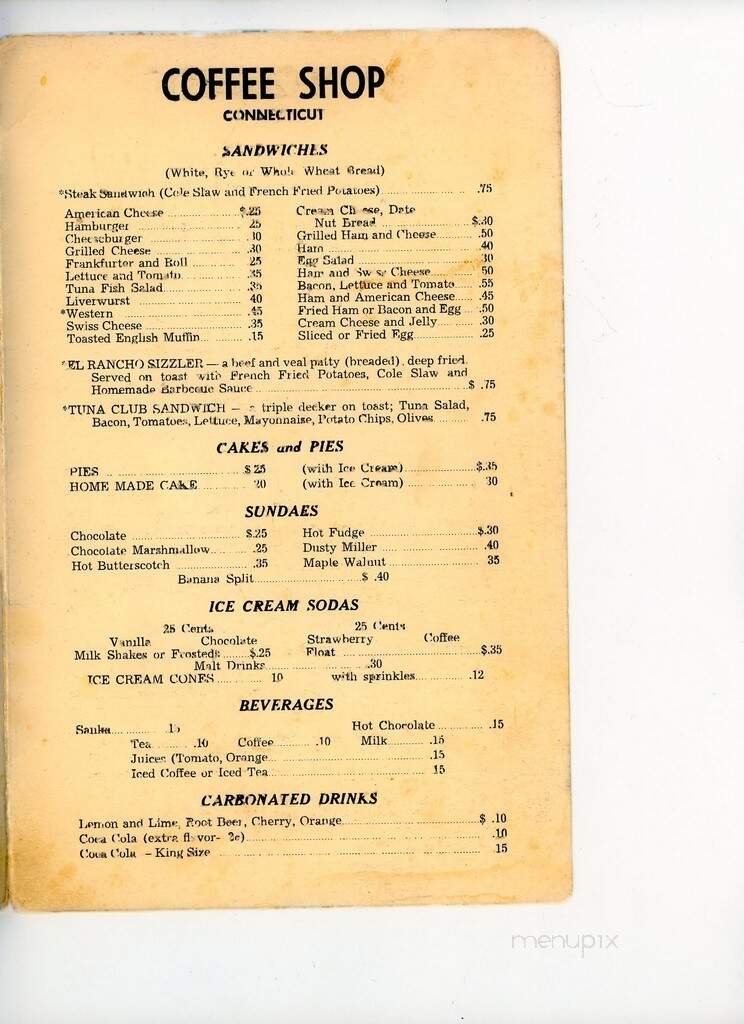 COFFEE SHOP
CONNECTICUT
SANDWICHES
(White, Rye or Whole Wheat Bread)
*Steak Sandwich (Cole Slaw and French Fried Potatoes) .75
American Cheese $.25
Hamburger 25
Cheeseburger 30
Grilled Cheese .30
Frankfurter and Roll 25
Lettuce and Tomato .35
Tuna Fish Salad .35
Liverwurst 40
*Western .45
Swiss Cheese .35
Toasted English Muffin .15
Cream Cheese, Date
Nut Bread $.30
Grilled Ham and Cheese .50
Ham .40
Egg Salad 30
Ham and Swiss Cheese 50
Bacon, Lettuce and Tomato .55
Ham and American Cheese .45
Fried Ham or Bacon and Egg .50
Cream Cheese and Jelly .30
Sliced or Fried Egg .25
*EL RANCHO SIZZLER — a beef and veal patty (breaded), deep fried.
Served on toast with French Fried Potatoes, Cole Slaw and
Homemade Barbecue Sauce $ .75
*TUNA CLUB SANDWICH — a triple decker on toast; Tuna Salad,
Bacon, Tomatoes, Lettuce, Mayonnaise, Potato Chips, Olives .75
CAKES and PIES
PIES $ 25 (with Ice Cream) $.35
HOME MADE CAKE 20 (with Ice Cream) 30
SUNDAES
Chocolate $.25 Hot Fudge $.30
Chocolate Marshmallow .25 Dusty Miller .40
Hot Butterscotch .35 Maple Walnut 35
Banana Split $ .40
ICE CREAM SODAS
25 Cents 25 Cents
Vanilla Chocolate Strawberry Coffee
Milk Shakes or Frosteds $.25 Float $.35
Malt Drinks .30
ICE CREAM CONES 10 with sprinkles .12
BEVERAGES
Sanka .15 Hot Chocolate .15
Tea .10 Coffee .10 Milk .15
Juices (Tomato, Orange .15
Iced Coffee or Iced Tea 15
CARBONATED DRINKS
Lemon and Lime, Root Beer, Cherry, Orange $ .10
Coca Cola (extra flavor- 2c) .10
Coca Cola - King Size 15
menupix